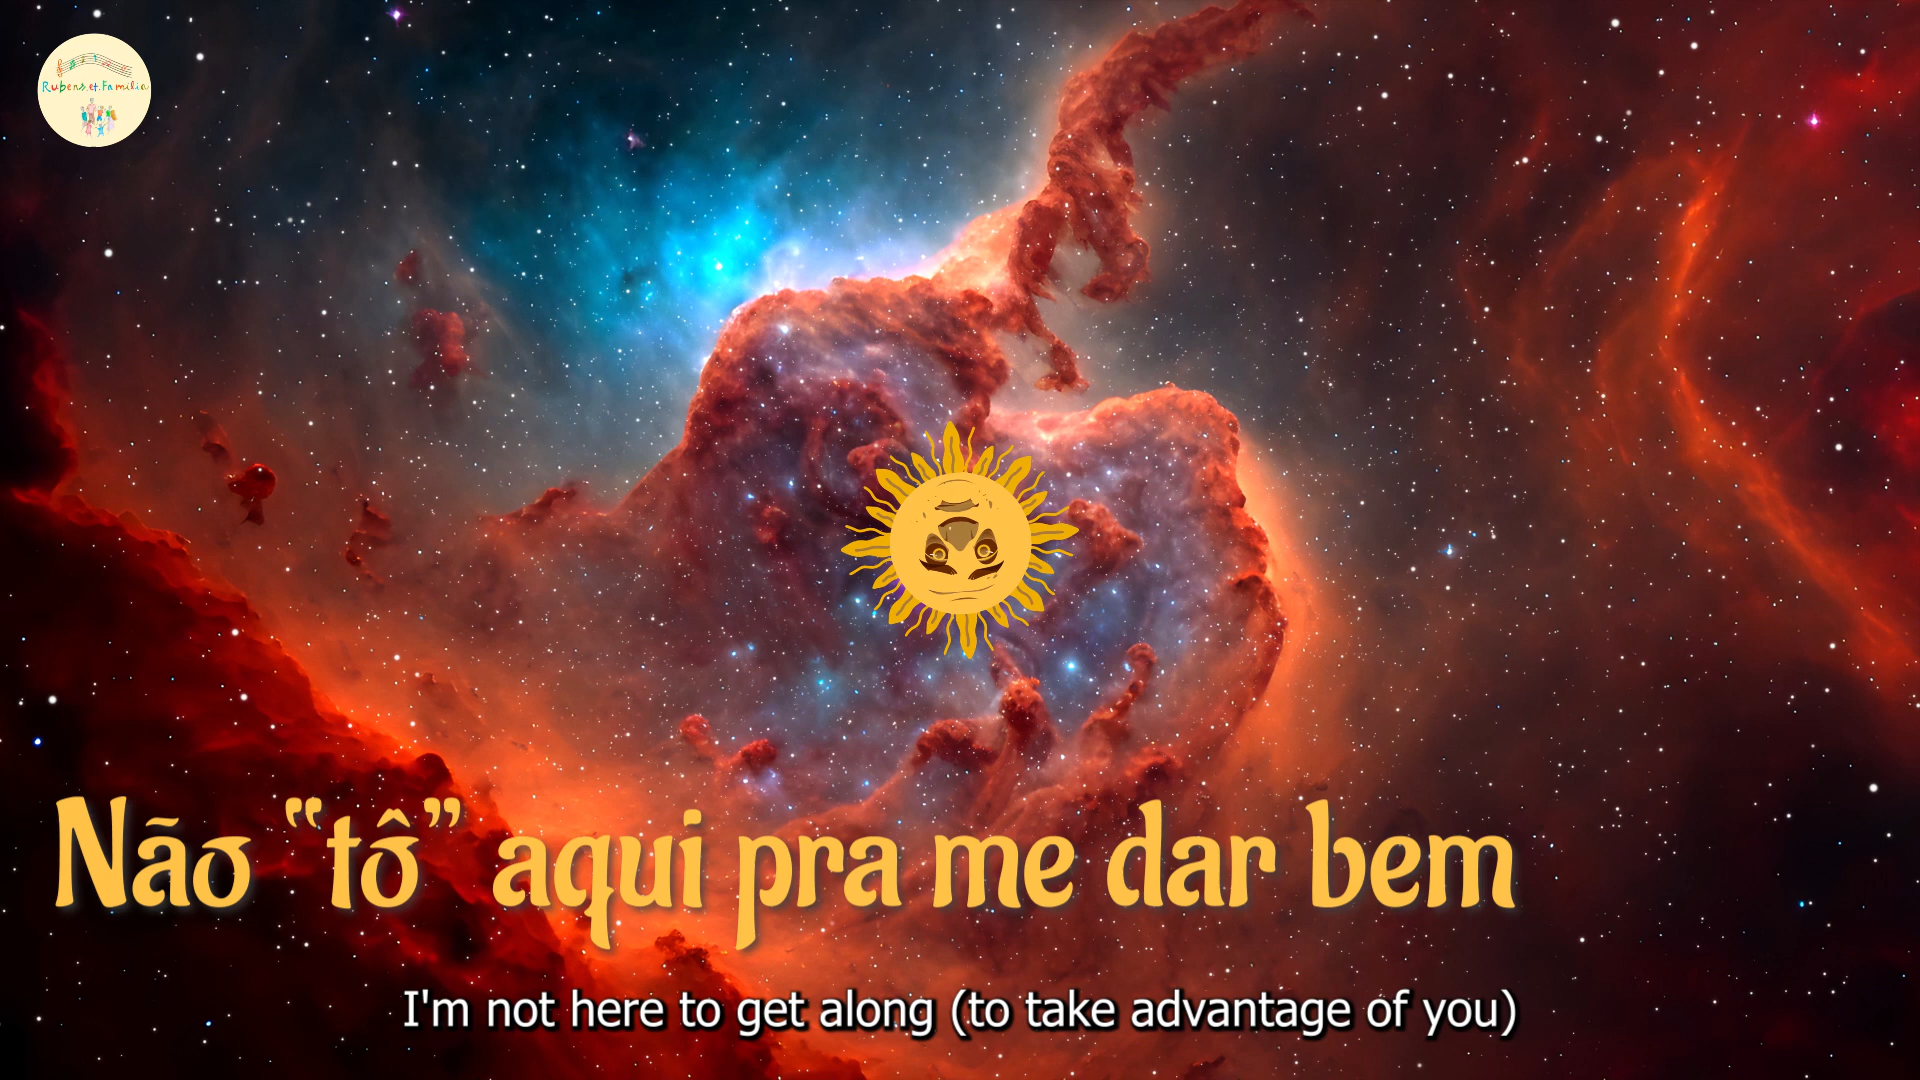 Rubens et Familia
Não “tô” aqui pra me dar bem
I'm not here to get along (to take advantage of you)